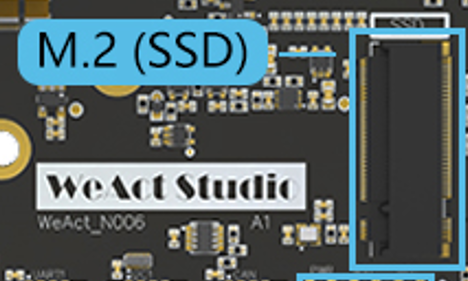 SSD
M.2 (SSD)
WeAct Studio
WeAct_N006
A1